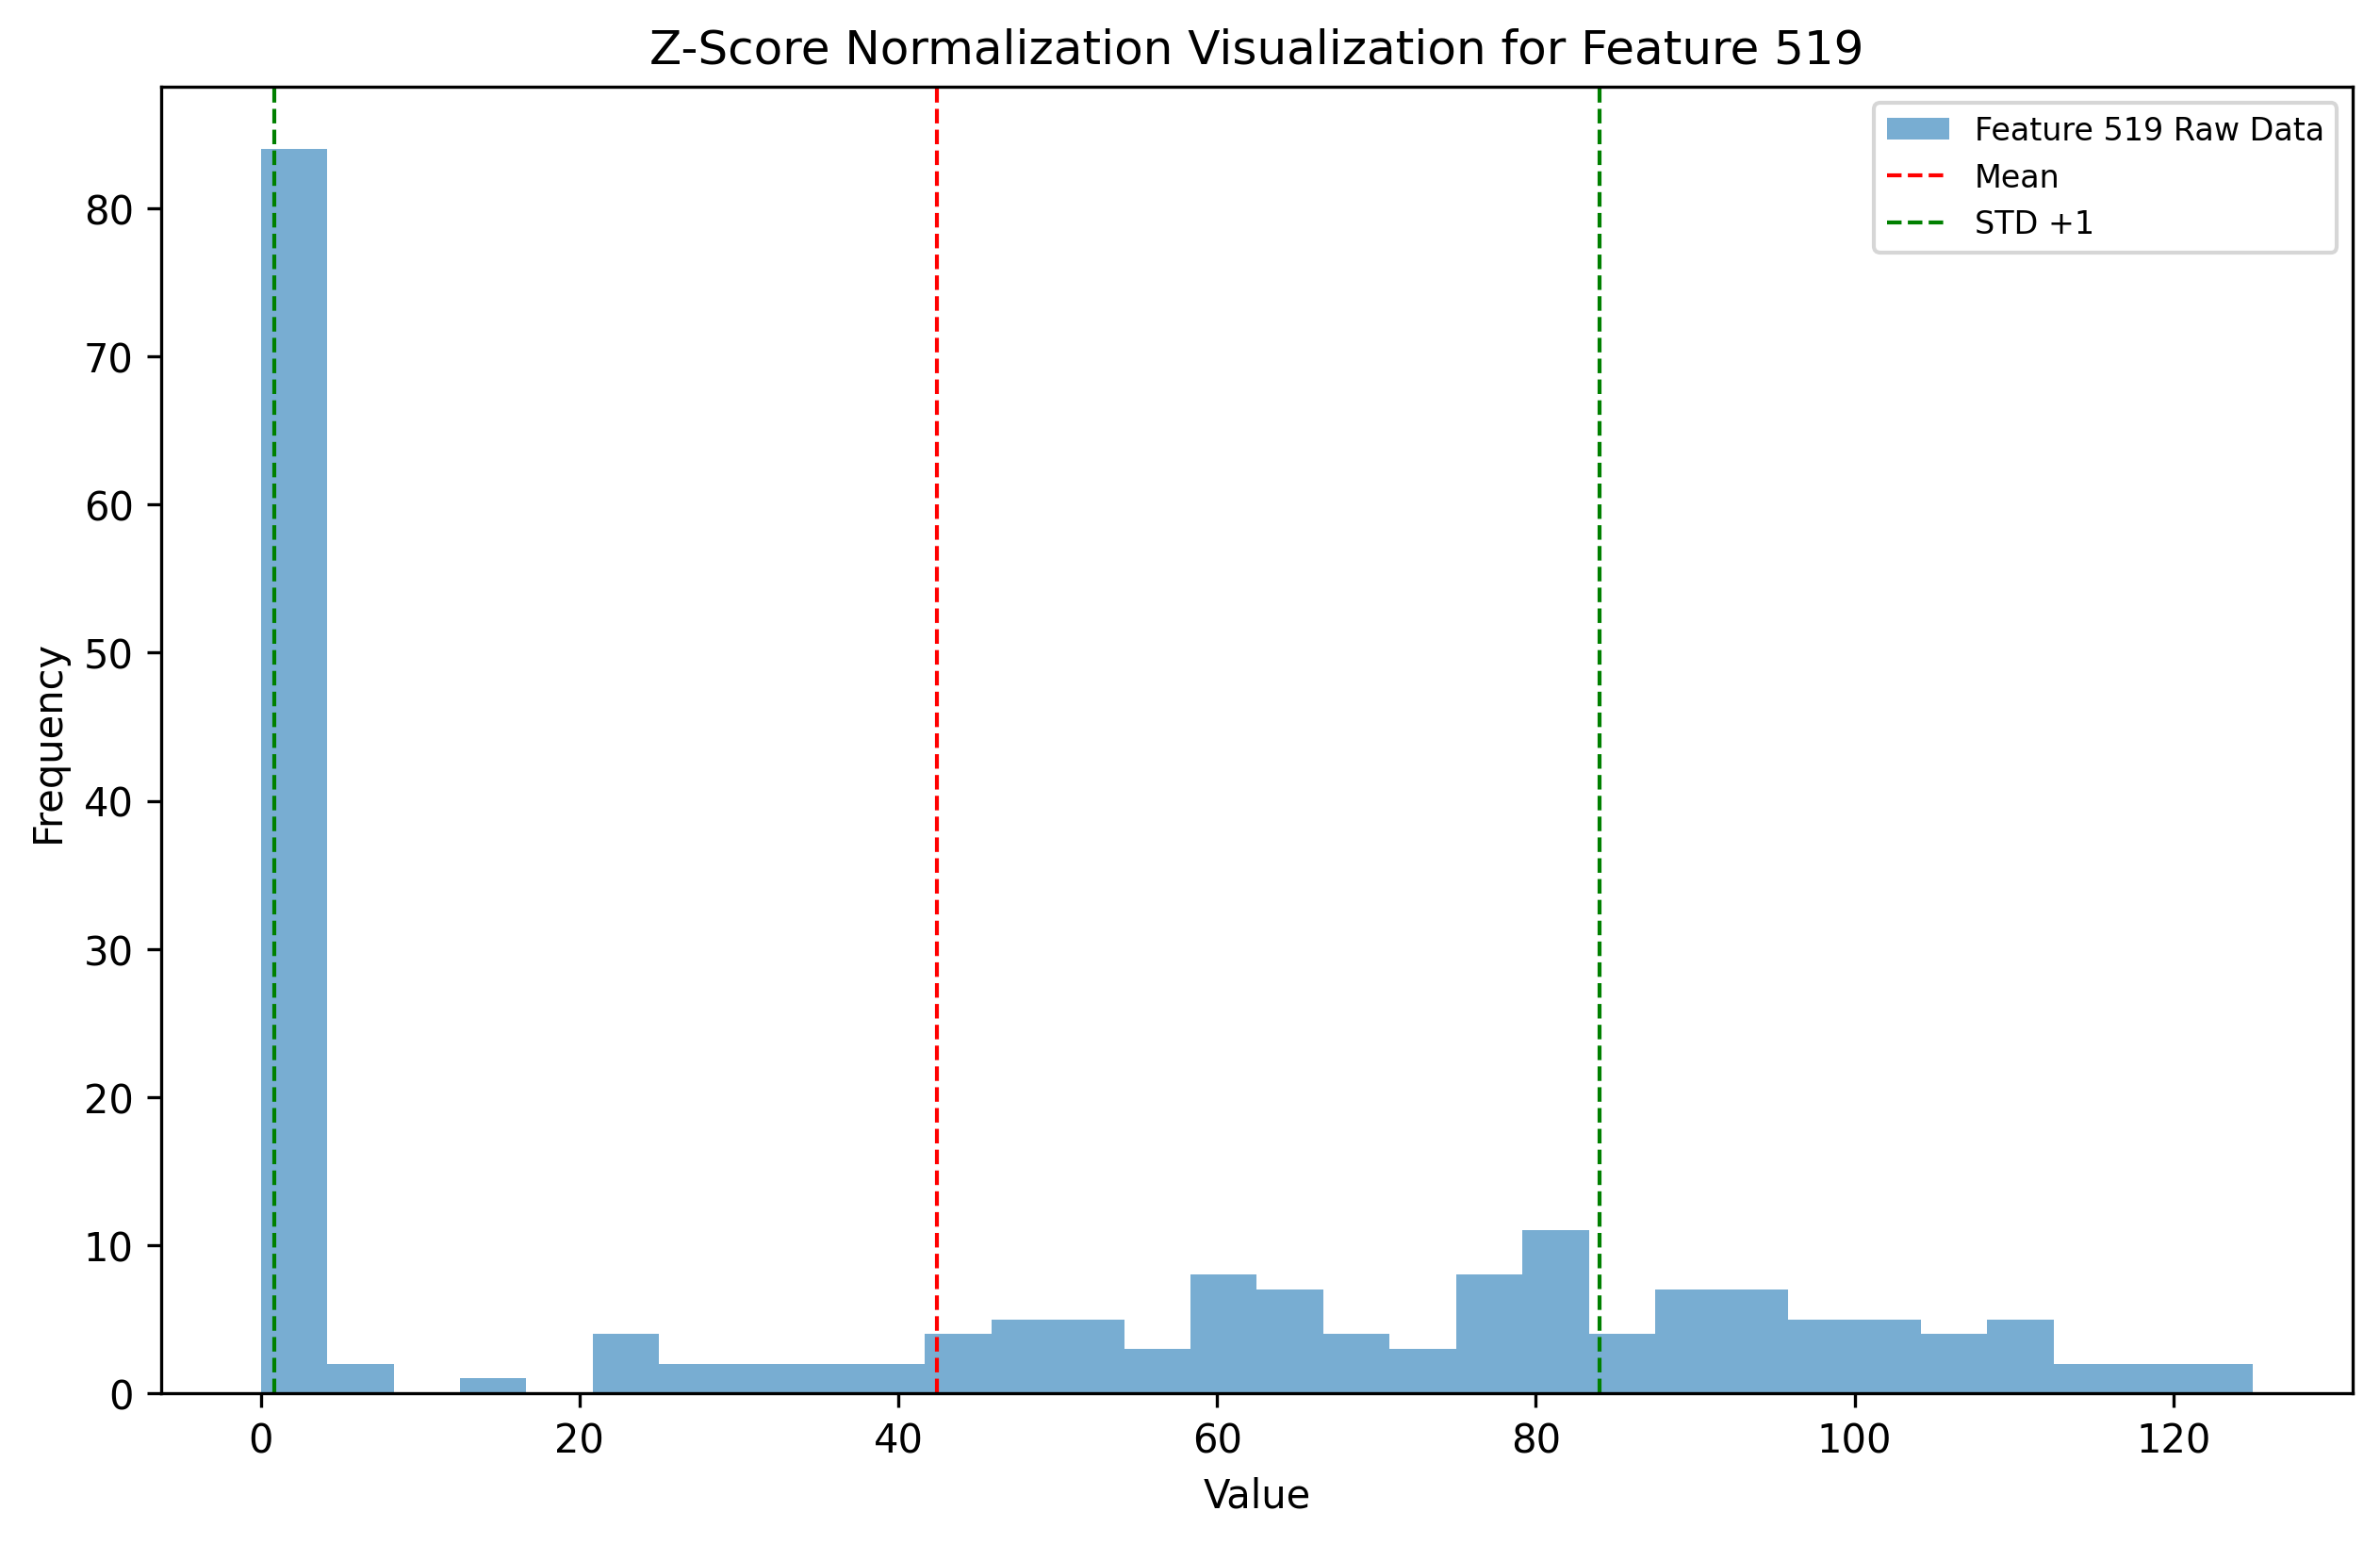 Z-Score Normalization Visualization for Feature 519
Feature 519 Raw Data
Mean
STD +1
80
70
60
50
40
30
20
10
0
Frequency
0 20 40 60 80 100 120
Value